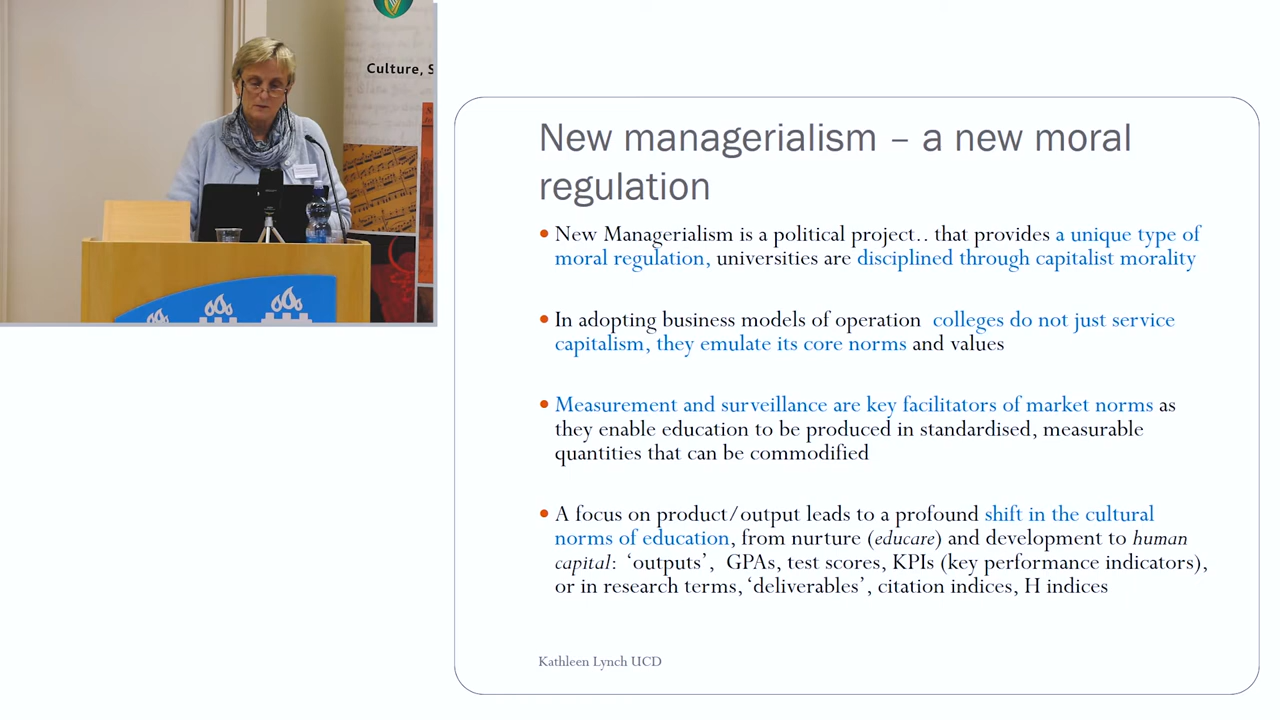 Culture, S
New managerialism – a new moral
regulation
• New Managerialism is a political project.. that provides a unique type of
moral regulation, universities are disciplined through capitalist morality
• In adopting business models of operation  colleges do not just service
capitalism, they emulate its core norms and values
• Measurement and surveillance are key facilitators of market norms as
they enable education to be produced in standardised, measurable
quantities that can be commodified
• A focus on product/output leads to a profound shift in the cultural
norms of education, from nurture (educare) and development to human
capital: ‘outputs’,  GPAs, test scores, KPIs (key performance indicators),
or in research terms, ‘deliverables’, citation indices, H indices
Kathleen Lynch UCD